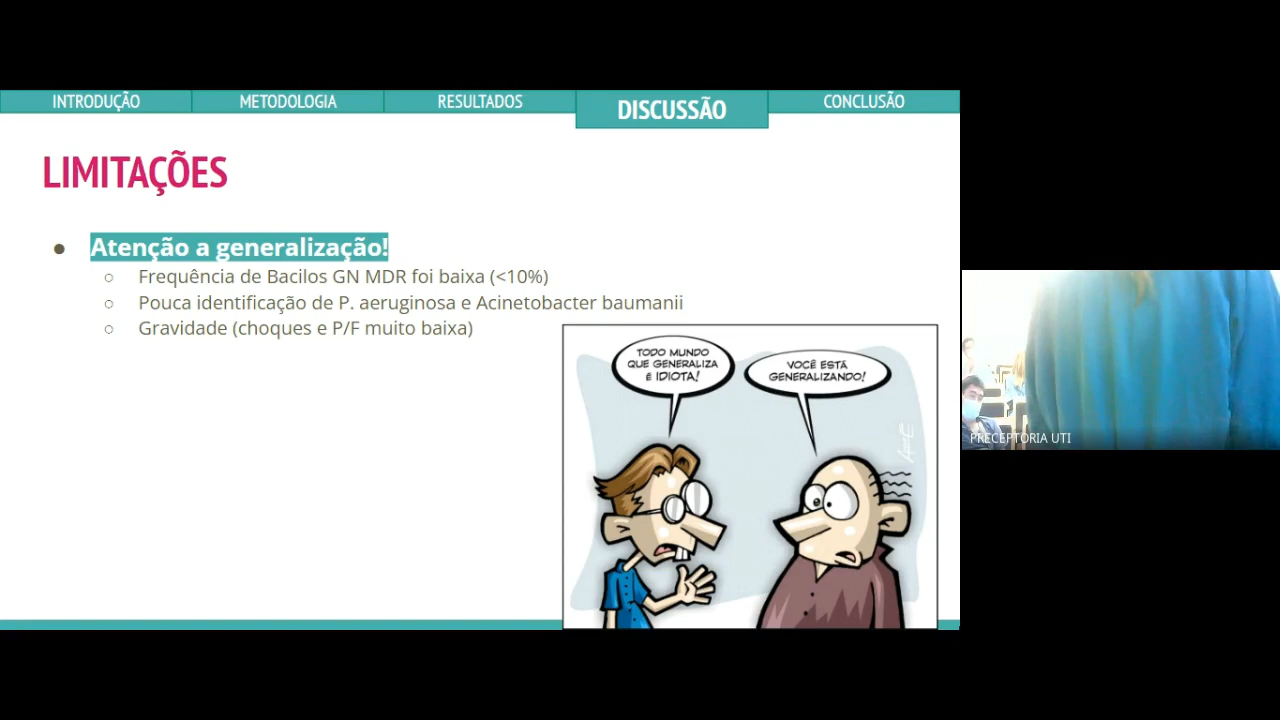 INTRODUÇÃO
METODOLOGIA
RESULTADOS
DISCUSSÃO
CONCLUSÃO
LIMITAÇÕES
● Atenção a generalização!
○ Frequência de Bacilos GN MDR foi baixa (<10%)
○ Pouca identificação de P. aeruginosa e Acinetobacter baumanii
○ Gravidade (choques e P/F muito baixa)
TODO MUNDO
QUE GENERALIZA
É IDIOTA!
VOCÊ ESTÁ
GENERALIZANDO!
PRECEPTORIA UTI